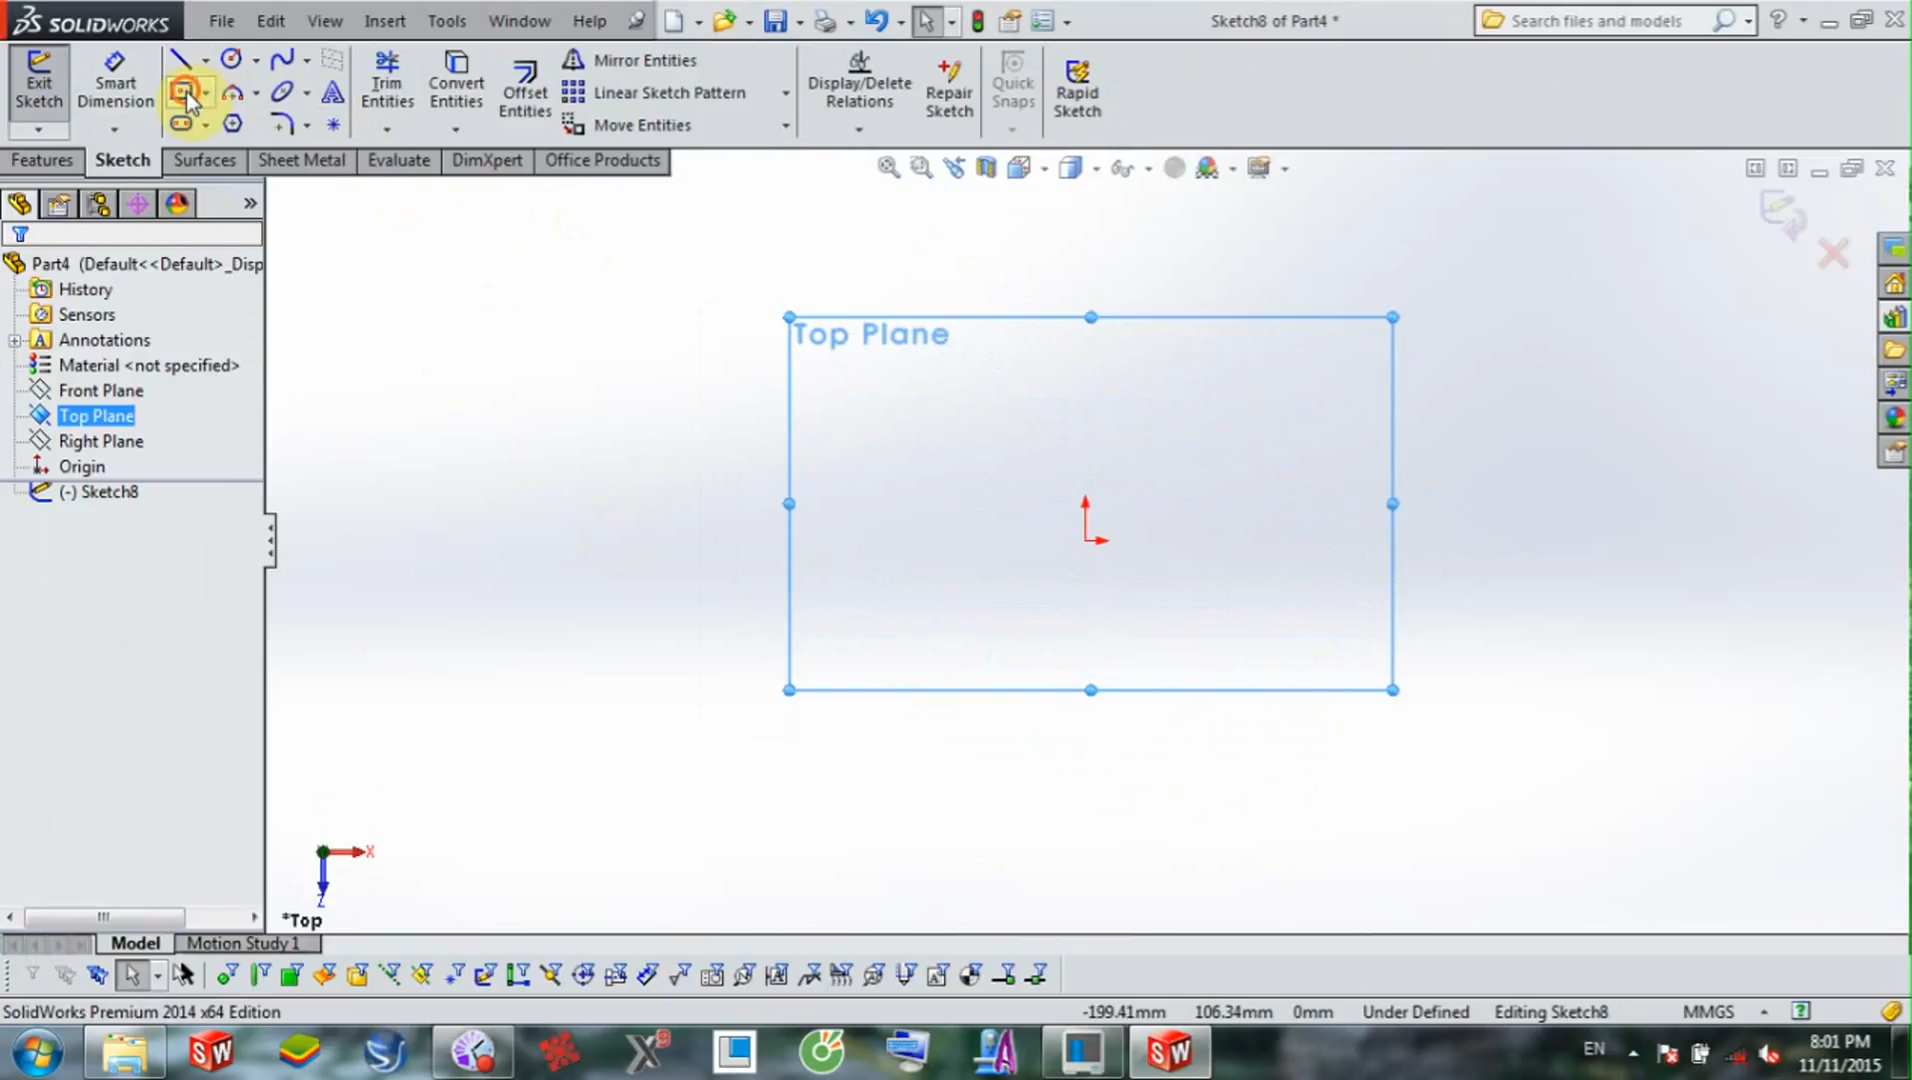 SOLIDWORKS File Edit View Insert Tools Window Help Sketch8 of Part4 * Search files and models
Exit Sketch
Smart Dimension
Trim Entities
Convert Entities
Offset Entities
Mirror Entities
Linear Sketch Pattern
Move Entities
Display/Delete Relations
Repair Sketch
Quick Snaps
Rapid Sketch
Features Sketch Surfaces Sheet Metal Evaluate DimXpert Office Products
Part4 (Default<<Default>_Disp
History
Sensors
Annotations
Material <not specified>
Front Plane
Top Plane
Right Plane
Origin
(-) Sketch8
Top Plane
X
Z
*Top
Model Motion Study 1
SolidWorks Premium 2014 x64 Edition -199.41mm 106.34mm 0mm Under Defined Editing Sketch8 MMGS
EN 8:01 PM
11/11/2015